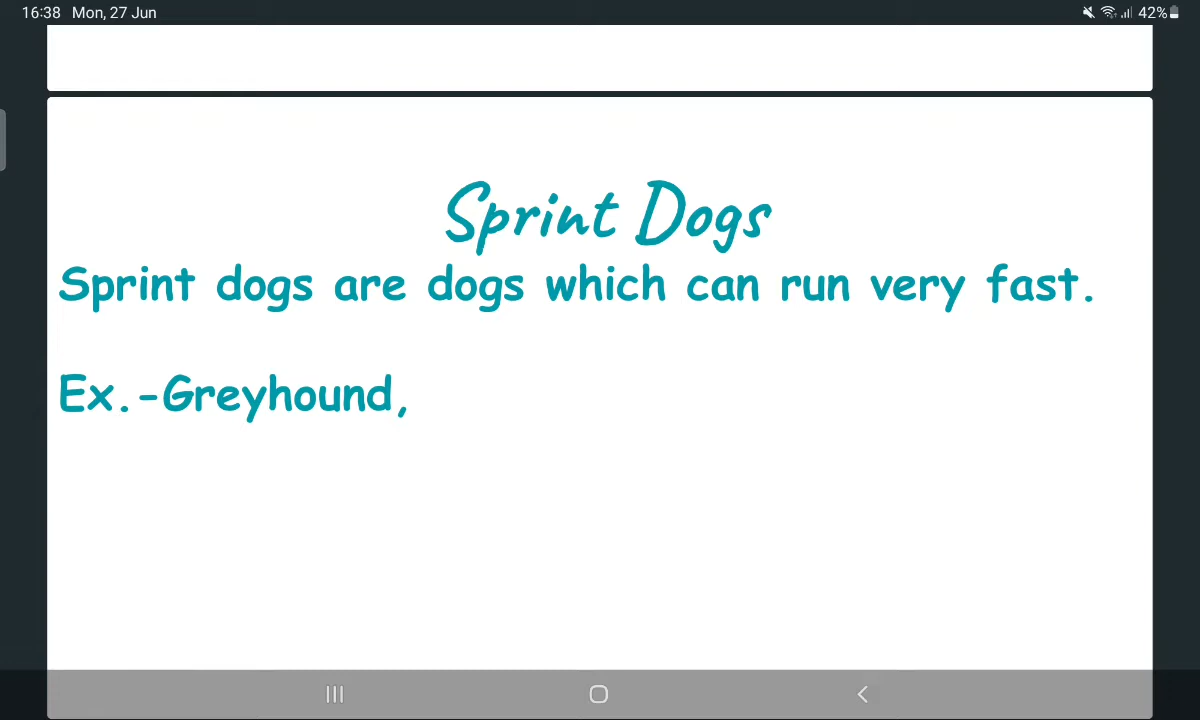 16:38 Mon, 27 Jun 42%
Sprint Dogs
Sprint dogs are dogs which can run very fast.
Ex.-Greyhound,